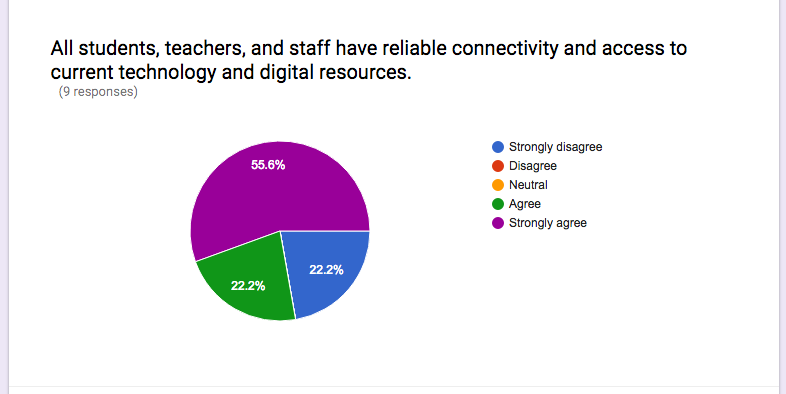 All students, teachers, and staff have reliable connectivity and access to
current technology and digital resources.
(9 responses)
55.6%
22.2%
22.2%
Strongly disagree
Disagree
Neutral
Agree
Strongly agree